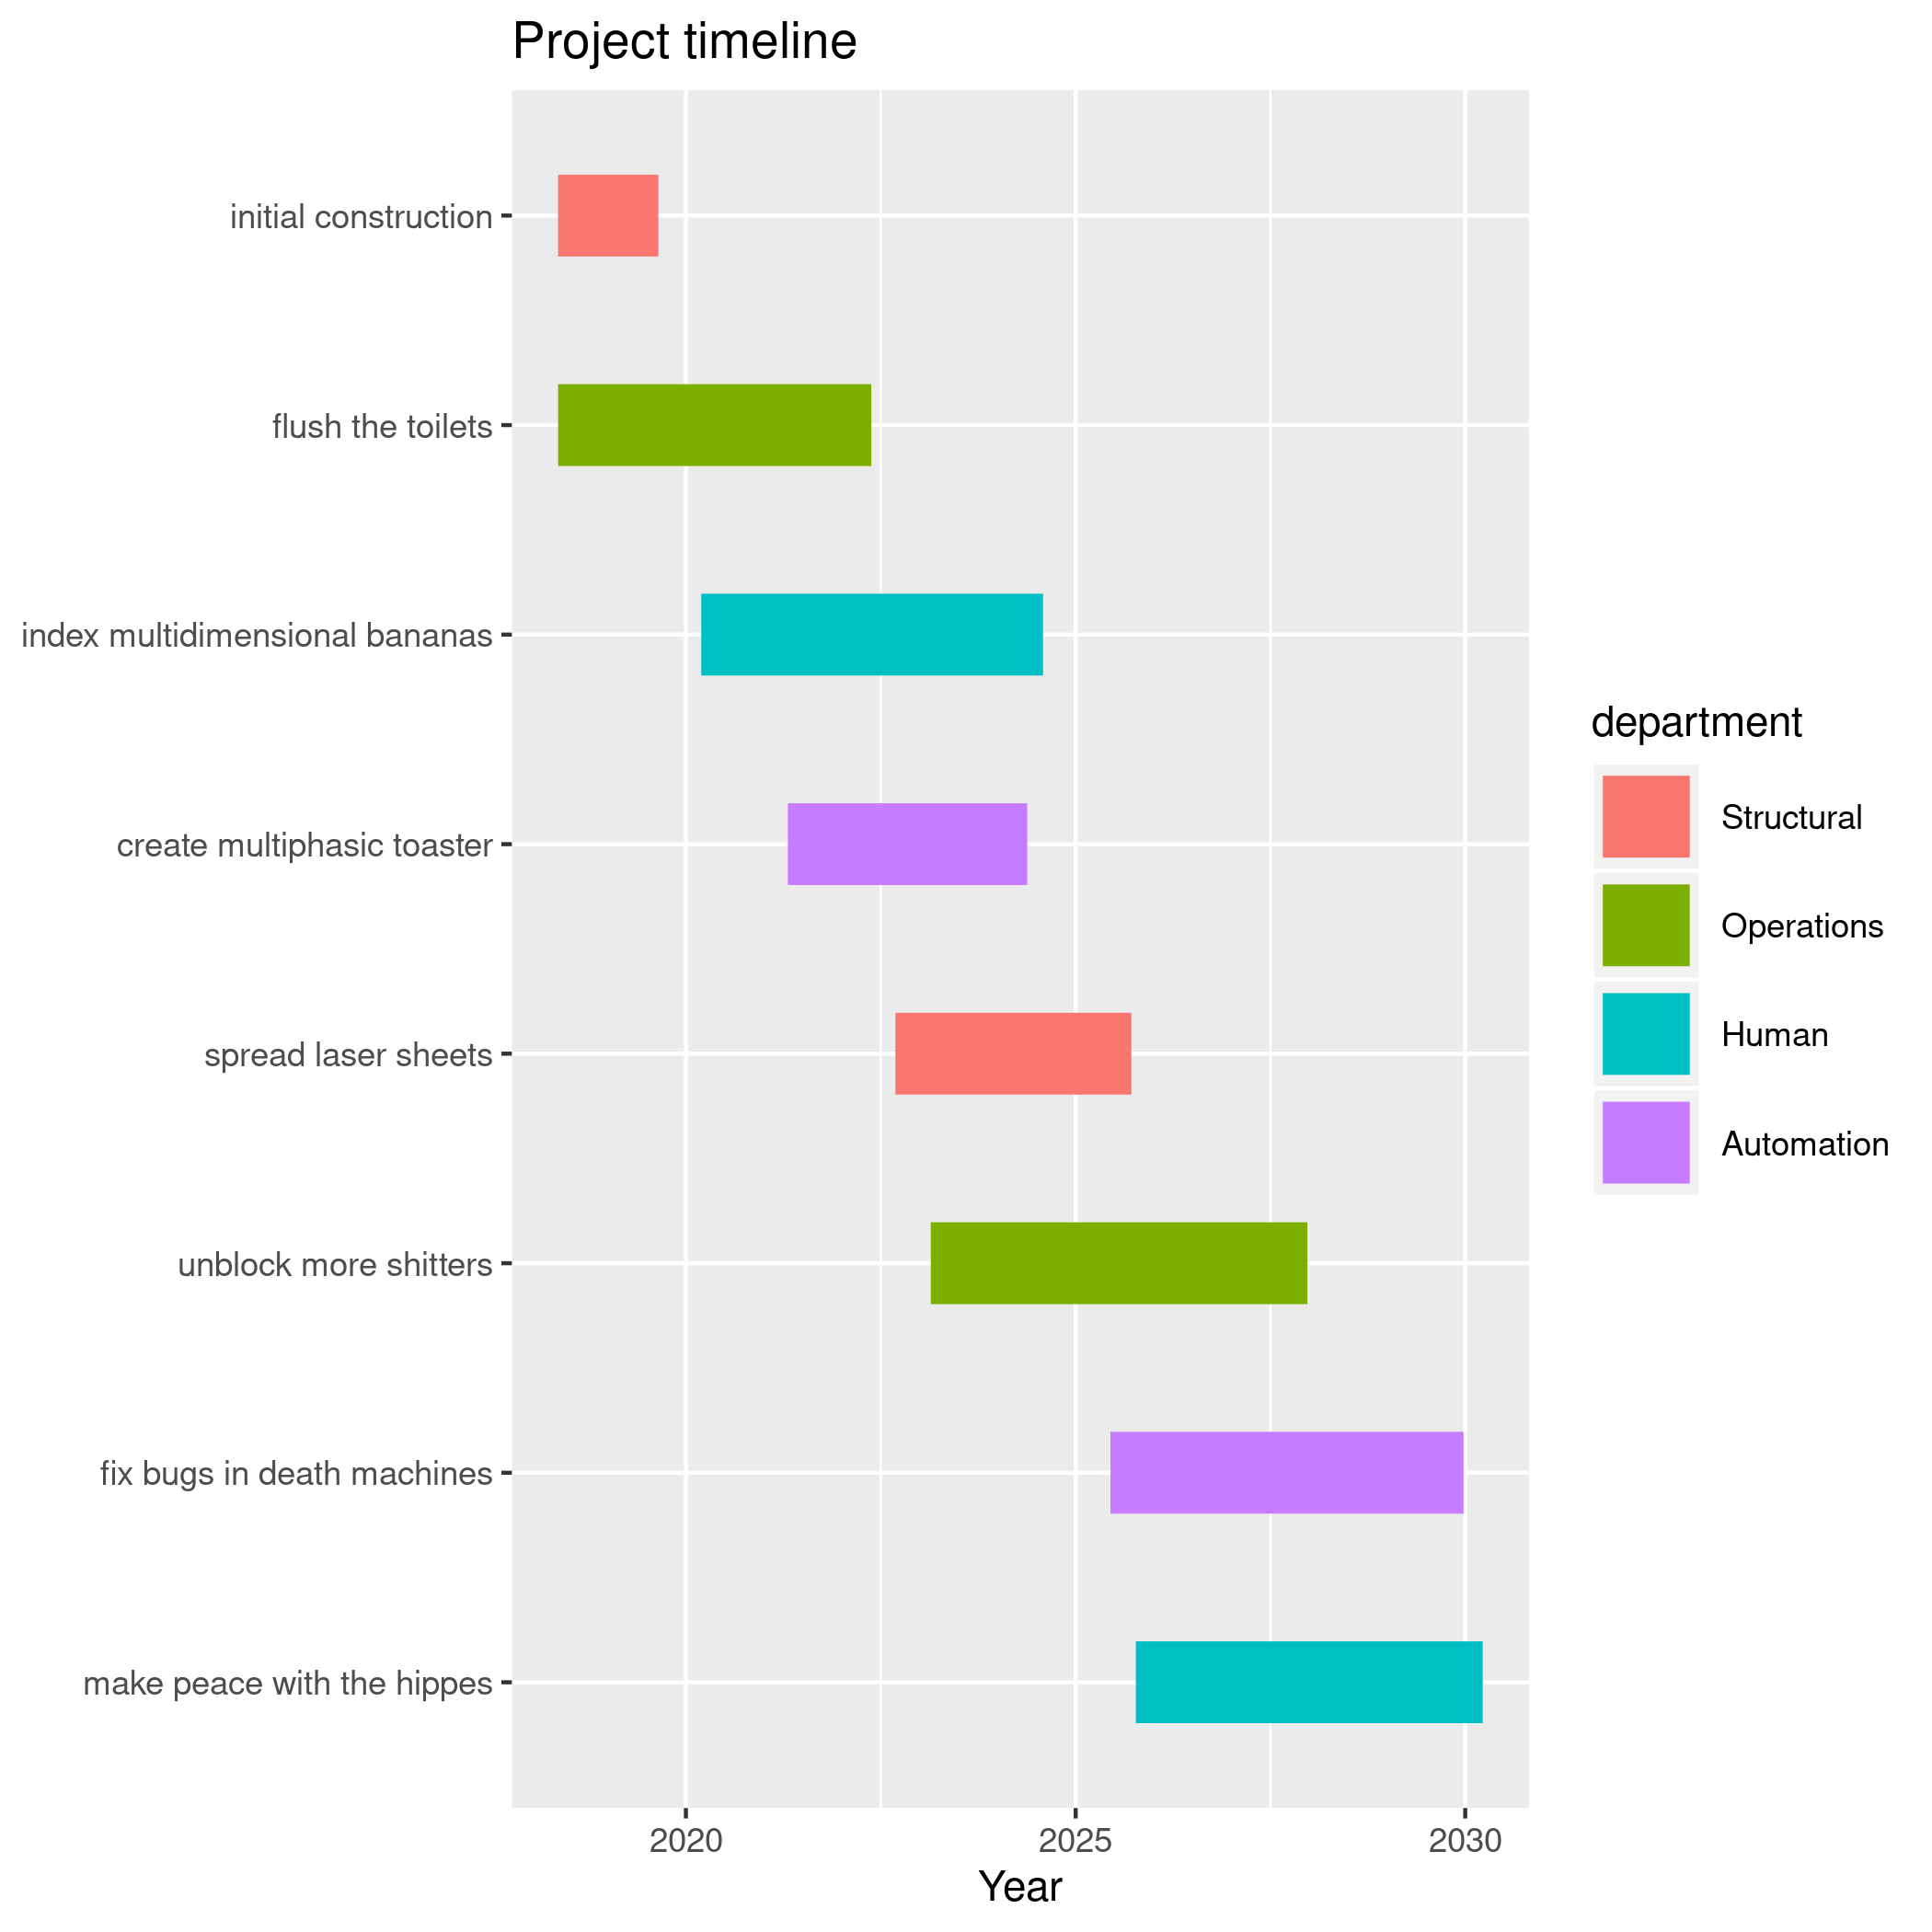 Project timeline
initial construction
flush the toilets
index multidimensional bananas
create multiphasic toaster
spread laser sheets
unblock more shitters
fix bugs in death machines
make peace with the hippes
2020
2025
2030
Year
department
Structural
Operations
Human
Automation